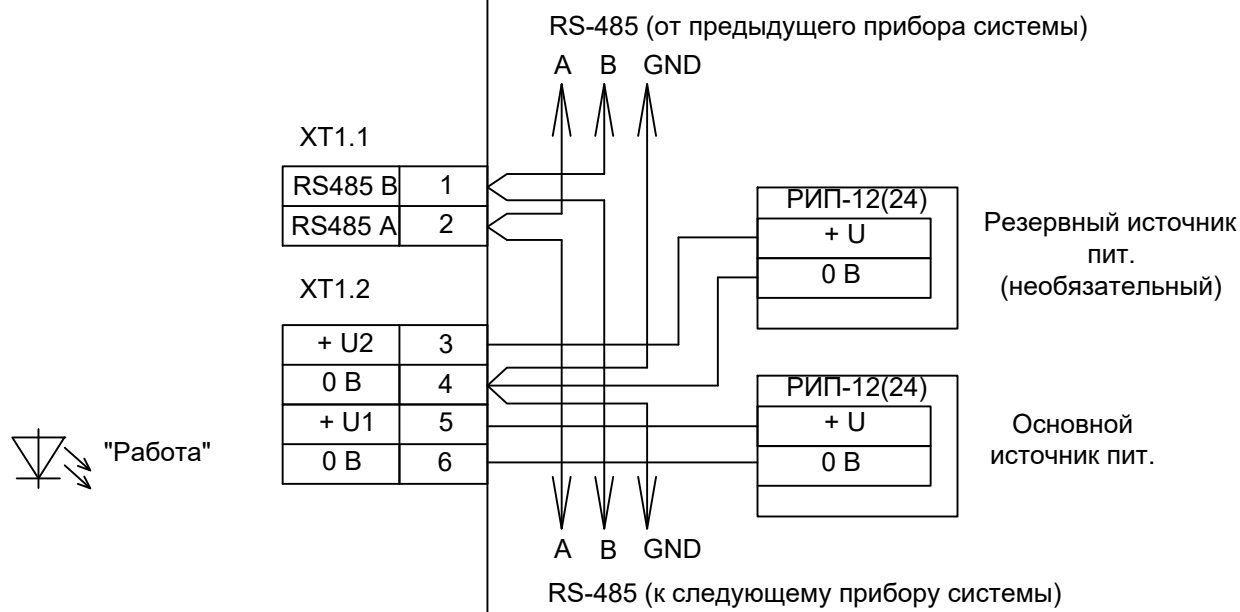 RS-485 (от предыдущего прибора системы)
A B GND
XT1.1
RS485 B 1
RS485 A 2
XT1.2
+ U2 3
0 В 4
+ U1 5
0 В 6
"Работа"
РИП-12(24)
+ U
0 В
Резервный источник
пит.
(необязательный)
РИП-12(24)
+ U
0 В
Основной
источник пит.
A B GND
RS-485 (к следующему прибору системы)